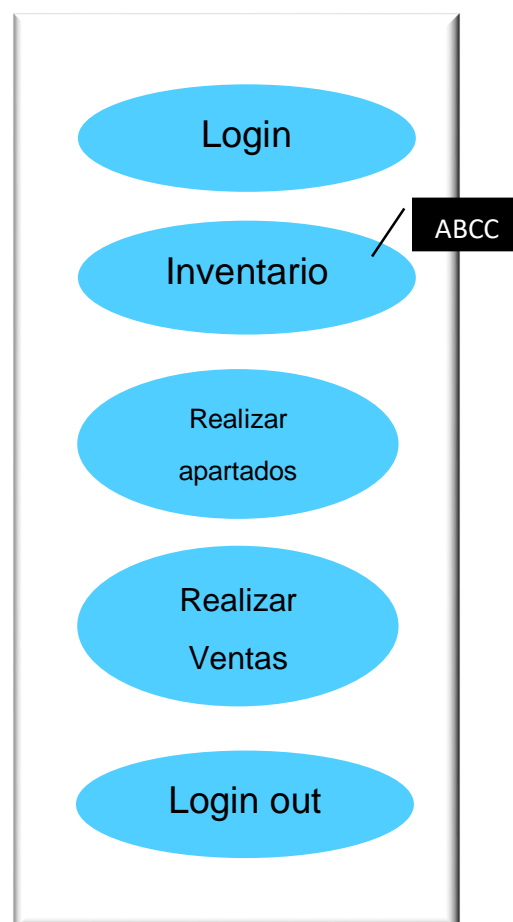 Login
ABCC
Inventario
Realizar
apartados
Realizar
Ventas
Login out